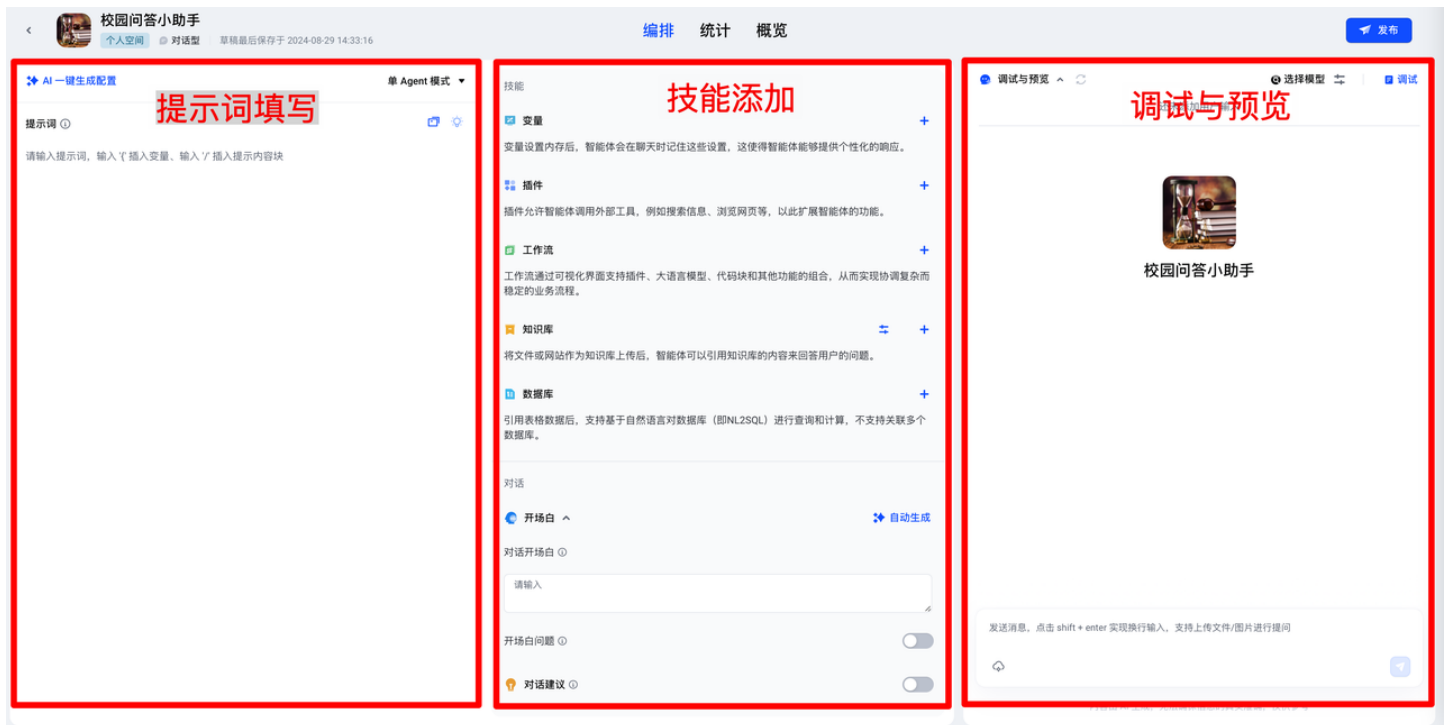 校园问答小助手
个人空间 对话型 草稿最后保存于 2024-08-29 14:33:16
编排 统计 概览
发布
AI 一键生成配置
单 Agent 模式
提示词填写
提示词
请输入提示词，输入 '{' 插入变量、输入 '/' 插入提示内容块
技能
技能添加
变量
变量设置内存后，智能体会在聊天时记住这些设置，这使得智能体能够提供个性化的响应。
插件
插件允许智能体调用外部工具，例如搜索信息、浏览网页等，以此扩展智能体的功能。
工作流
工作流通过可视化界面支持插件、大语言模型、代码块和其他功能的组合，从而实现协调复杂而
稳定的业务流程。
知识库
将文件或网站作为知识库上传后，智能体可以引用知识库的内容来回答用户的问题。
数据库
引用表格数据后，支持基于自然语言对数据库（即NL2SQL）进行查询和计算，不支持关联多个
数据库。
对话
开场白
自动生成
对话开场白
请输入
开场白问题
对话建议
调试与预览
选择模型
调试
调试与预览
校园问答小助手
发送消息，点击 shift + enter 实现换行输入，支持上传文件/图片进行提问